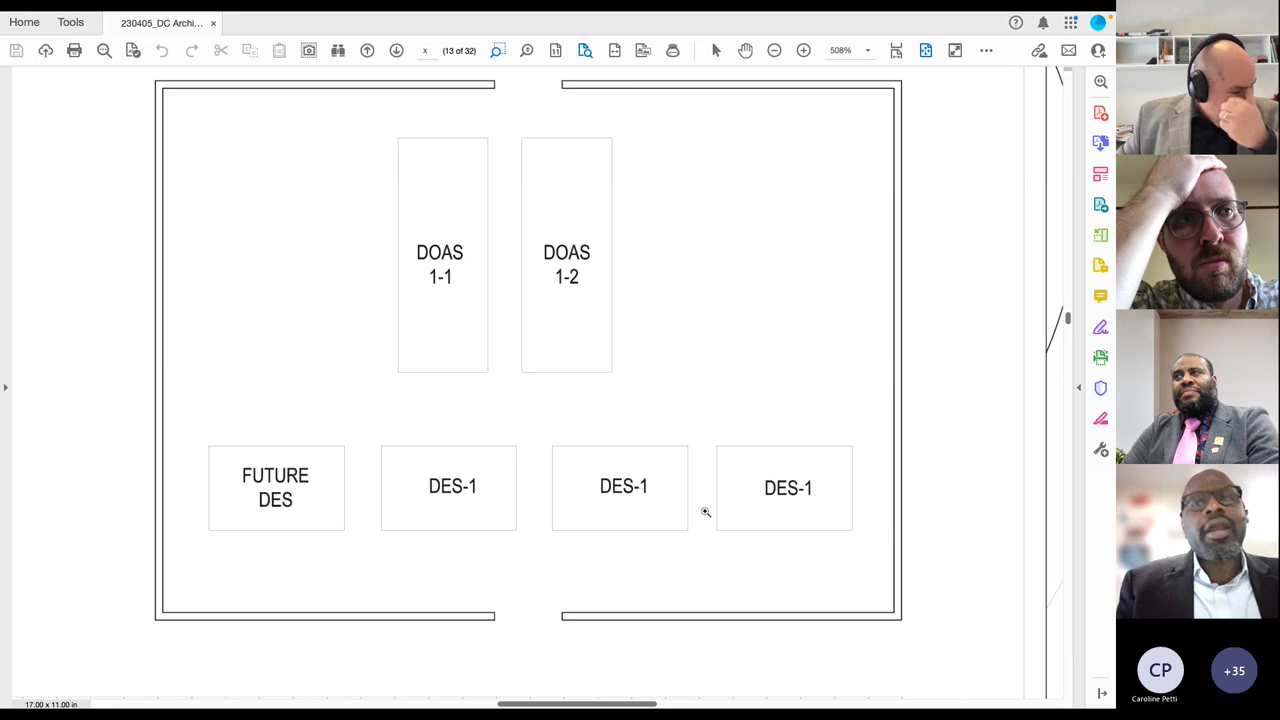 Home
Tools
230405_DC Archi...
×
(13 of 32)
508%
DOAS
1-1
DOAS
1-2
FUTURE
DES
DES-1
DES-1
DES-1
17.00 x 11.00 in
CP
Caroline Petti
+35